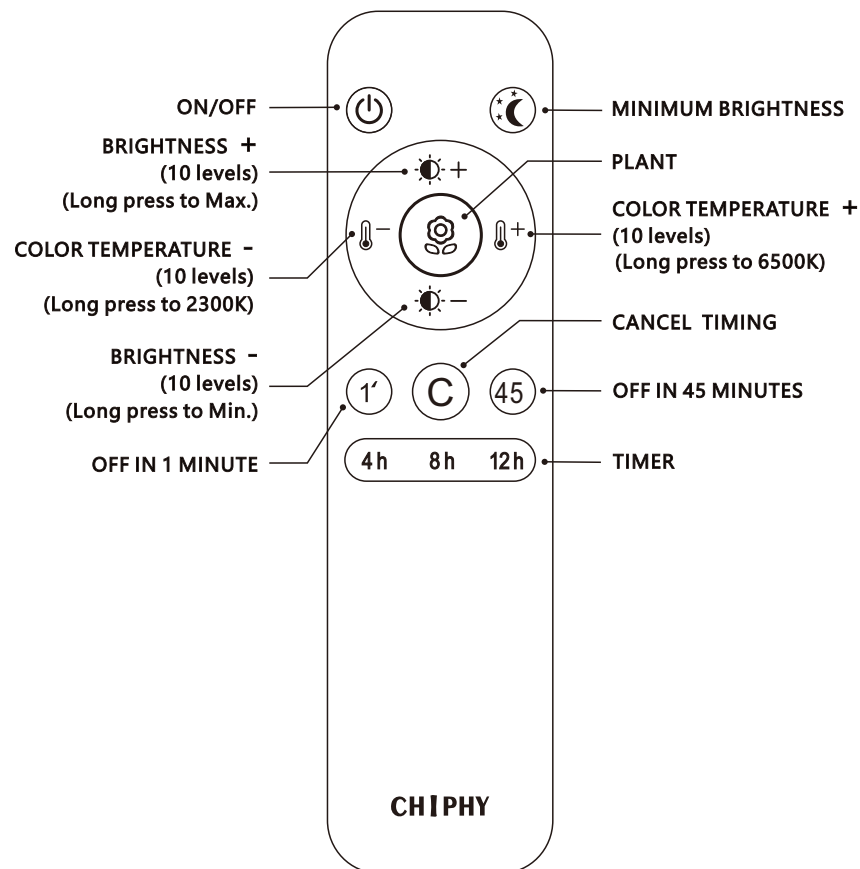 ON/OFF
MINIMUM BRIGHTNESS
BRIGHTNESS +
(10 levels)
(Long press to Max.)
PLANT
COLOR TEMPERATURE +
(10 levels)
(Long press to 6500K)
COLOR TEMPERATURE -
(10 levels)
(Long press to 2300K)
CANCEL TIMING
BRIGHTNESS -
(10 levels)
(Long press to Min.)
OFF IN 45 MINUTES
OFF IN 1 MINUTE
TIMER
+
-
+
-
1‘ C 45
4h 8h 12h
CHIPHY